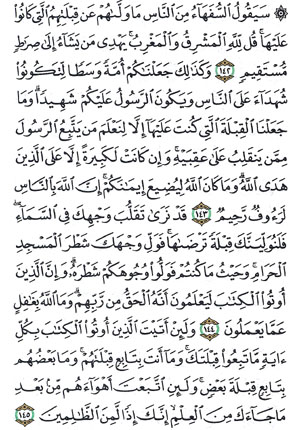 ۞ سَيَقُولُ ٱلسُّفَهَآءُ مِنَ ٱلنَّاسِ مَا وَلَّىٰهُمْ عَن قِبْلَتِهِمُ ٱلَّتِى كَانُوا۟
عَلَيْهَا ۚ قُل لِّلَّهِ ٱلْمَشْرِقُ وَٱلْمَغْرِبُ ۚ يَهْدِى مَن يَشَآءُ إِلَىٰ صِرَٰطٍ
مُّسْتَقِيمٍ ١٤٢ وَكَذَٰلِكَ جَعَلْنَٰكُمْ أُمَّةً وَسَطًا لِّتَكُونُوا۟
شُهَدَآءَ عَلَى ٱلنَّاسِ وَيَكُونَ ٱلرَّسُولُ عَلَيْكُمْ شَهِيدًا ۗ وَمَا
جَعَلْنَا ٱلْقِبْلَةَ ٱلَّتِى كُنتَ عَلَيْهَآ إِلَّا لِنَعْلَمَ مَن يَتَّبِعُ ٱلرَّسُولَ
مِمَّن يَنقَلِبُ عَلَىٰ عَقِبَيْهِ ۚ وَإِن كَانَتْ لَكَبِيرَةً إِلَّا عَلَى ٱلَّذِينَ
هَدَى ٱللَّهُ ۗ وَمَا كَانَ ٱللَّهُ لِيُضِيعَ إِيمَٰنَكُمْ ۚ إِنَّ ٱللَّهَ بِٱلنَّاسِ
لَرَءُوفٌ رَّحِيمٌ ١٤٣ قَدْ نَرَىٰ تَقَلُّبَ وَجْهِكَ فِى ٱلسَّمَآءِ ۖ
فَلَنُوَلِّيَنَّكَ قِبْلَةً تَرْضَىٰهَا ۚ فَوَلِّ وَجْهَكَ شَطْرَ ٱلْمَسْجِدِ
ٱلْحَرَامِ ۚ وَحَيْثُ مَا كُنتُمْ فَوَلُّوا۟ وُجُوهَكُمْ شَطْرَهُۥ ۗ وَإِنَّ ٱلَّذِينَ
أُوتُوا۟ ٱلْكِتَٰبَ لَيَعْلَمُونَ أَنَّهُ ٱلْحَقُّ مِن رَّبِّهِمْ ۗ وَمَا ٱللَّهُ بِغَٰفِلٍ
عَمَّا يَعْمَلُونَ ١٤٤ وَلَئِنْ أَتَيْتَ ٱلَّذِينَ أُوتُوا۟ ٱلْكِتَٰبَ بِكُلِّ
ءَايَةٍ مَّا تَبِعُوا۟ قِبْلَتَكَ ۚ وَمَآ أَنتَ بِتَابِعٍ قِبْلَتَهُمْ ۚ وَمَا بَعْضُهُم
بِتَابِعٍ قِبْلَةَ بَعْضٍ ۚ وَلَئِنِ ٱتَّبَعْتَ أَهْوَآءَهُم مِّنۢ بَعْدِ
مَا جَآءَكَ مِنَ ٱلْعِلْمِ ۙ إِنَّكَ إِذًا لَّمِنَ ٱلظَّٰلِمِينَ ١٤٥